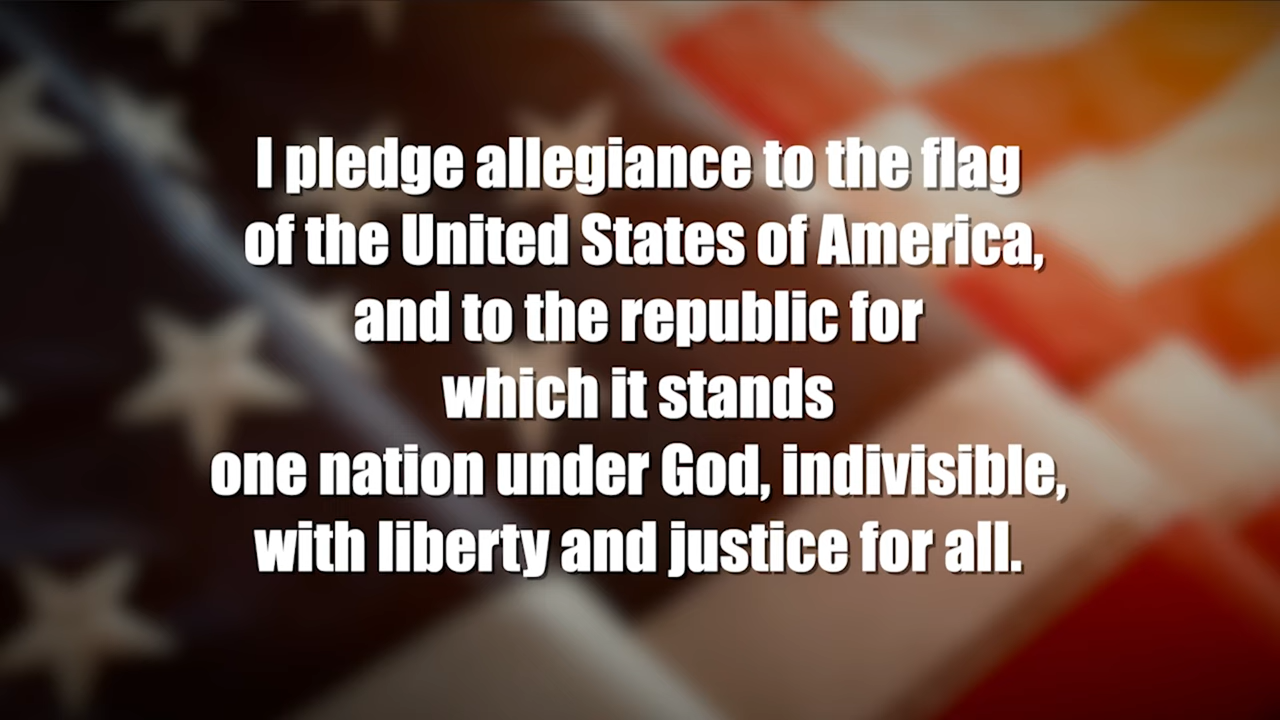 I pledge allegiance to the flag
of the United States of America,
and to the republic for
which it stands
one nation under God, indivisible,
with liberty and justice for all.